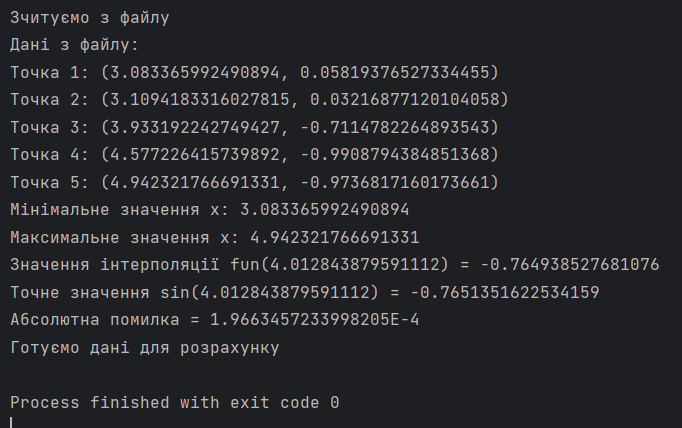 Зчитуємо з файлу
Дані з файлу:
Точка 1: (3.083365992490894, 0.05819376527334455)
Точка 2: (3.1094183316027815, 0.03216877120104058)
Точка 3: (3.933192242749427, -0.7114782264893543)
Точка 4: (4.577226415739892, -0.9908794384851368)
Точка 5: (4.942321766691331, -0.9736817160173661)
Мінімальне значення x: 3.083365992490894
Максимальне значення x: 4.942321766691331
Значення інтерполяції fun(4.012843879591112) = -0.764938527681076
Точне значення sin(4.012843879591112) = -0.7651351622534159
Абсолютна помилка = 1.9663457233998205E-4
Готуємо дані для розрахунку
Process finished with exit code 0